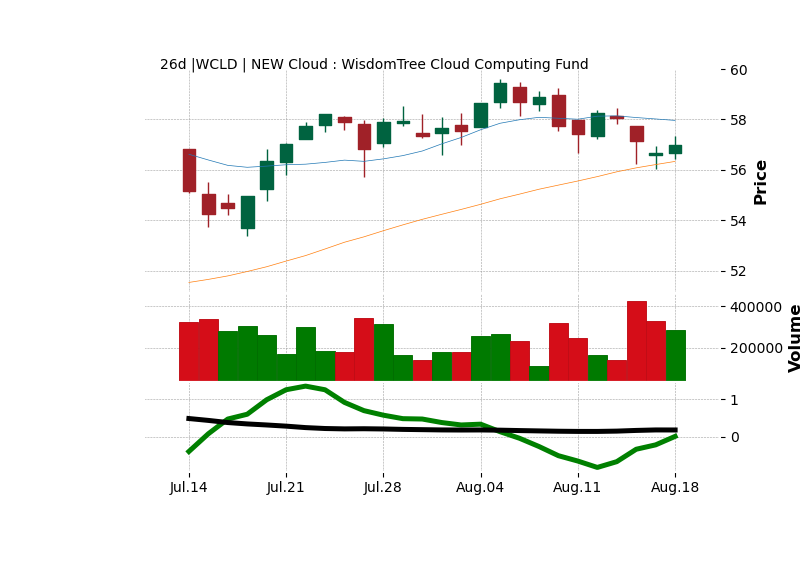 26d |WCLD | NEW Cloud : WisdomTree Cloud Computing Fund
60
58
56
54
52
Price
400000
200000
Volume
1
0
Jul.14 Jul.21 Jul.28 Aug.04 Aug.11 Aug.18